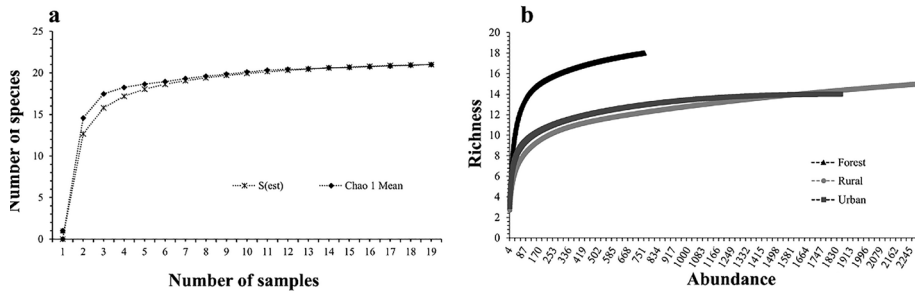 a
Number of species
25
20
15
10
5
0
S(est)
Chao 1 Mean
1 2 3 4 5 6 7 8 9 10 11 12 13 14 15 16 17 18 19
Number of samples
b
Richness
20
18
16
14
12
10
8
6
4
2
0
Forest
Rural
Urban
4 87 170 253 336 419 502 585 668 751 834 917 1000 1083 1166 1249 1332 1415 1498 1581 1664 1747 1830 1913 1996 2079 2162 2245
Abundance